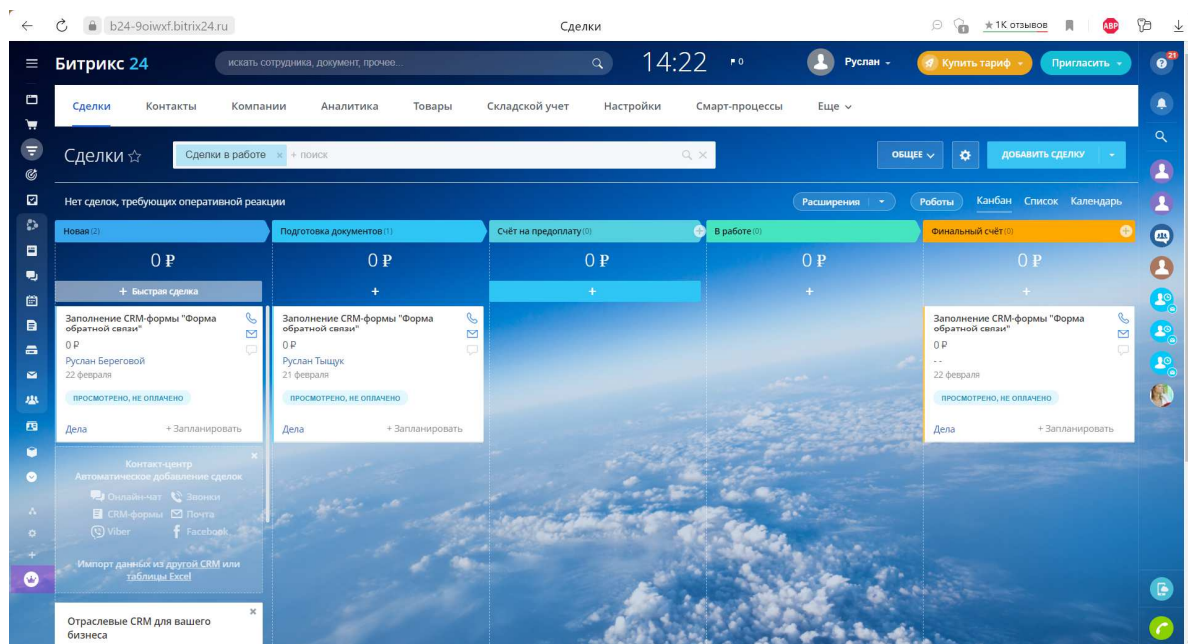 b24-9oiwxf.bitrix24.ru
Сделки
★ 1К отзывов
ABP
Битрикс 24
искать сотрудника, документ, прочее...
14:22
0
Руслан
Купить тариф
Пригласить
21
Сделки Контакты Компании Аналитика Товары Складской учет Настройки Смарт-процессы Еще
Сделки
Сделки в работе × + поиск
ОБЩЕЕ
ДОБАВИТЬ СДЕЛКУ
Нет сделок, требующих оперативной реакции
Расширения
Роботы
Канбан Список Календарь
Новая (2)
0 ₽
+ Быстрая сделка
Заполнение CRM-формы "Форма
обратной связи"
0 ₽
Руслан Береговой
22 февраля
ПРОСМОТРЕНО, НЕ ОПЛАЧЕНО
Дела + Запланировать
Контакт-центр
Автоматическое добавление сделок
Онлайн-чат Звонки
CRM-формы Почта
Viber Facebook
Импорт данных из другой CRM или
таблицы Excel
Отраслевые CRM для вашего
бизнеса
Подготовка документов (1)
0 ₽
+
Заполнение CRM-формы "Форма
обратной связи"
0 ₽
Руслан Тыщук
21 февраля
ПРОСМОТРЕНО, НЕ ОПЛАЧЕНО
Дела + Запланировать
Счёт на предоплату (0)
0 ₽
+
В работе (0)
0 ₽
+
Финальный счёт (0)
0 ₽
+
Заполнение CRM-формы "Форма
обратной связи"
0 ₽
- -
22 февраля
ПРОСМОТРЕНО, НЕ ОПЛАЧЕНО
Дела + Запланировать